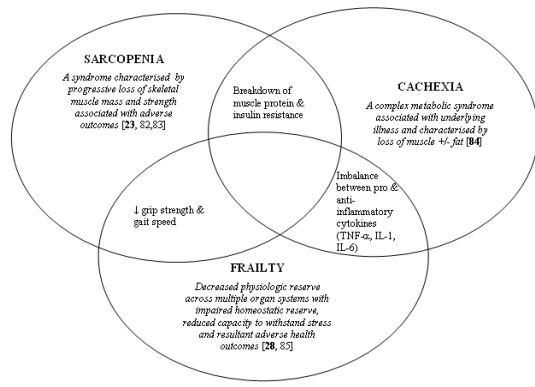 SARCOPENIA
A syndrome characterised by
progressive loss of skeletal
muscle mass and strength
associated with adverse
outcomes [23, 82,83]
Breakdown of
muscle protein &
insulin resistance
CACHEXIA
A complex metabolic syndrome
associated with underlying
illness and characterised by
loss of muscle +/- fat [84]
↓ grip strength &
gait speed
Imbalance
between pro &
anti-
inflammatory
cytokines
(TNF-α, IL-1,
IL-6)
FRAILTY
Decreased physiologic reserve
across multiple organ systems with
impaired homeostatic reserve,
reduced capacity to withstand stress
and resultant adverse health
outcomes [28, 85]